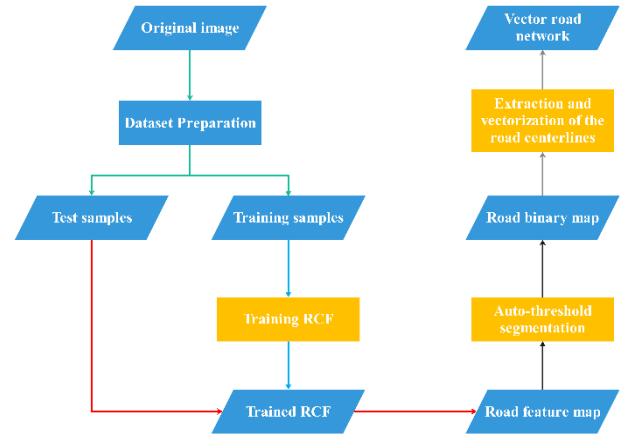 Original image
Dataset Preparation
Test samples
Training samples
Training RCF
Trained RCF
Road feature map
Auto-threshold
segmentation
Road binary map
Extraction and
vectorization of the
road centerlines
Vector road
network